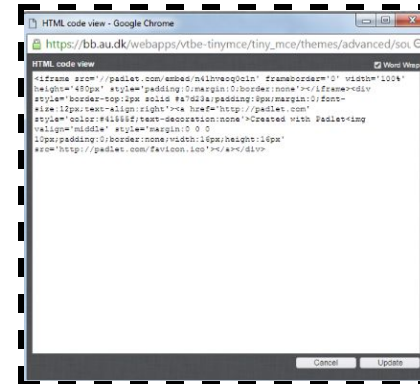 HTML code view - Google Chrome
https://bb.au.dk/webapps/vtbe-tinymce/tiny_mce/themes/advanced/sou
HTML code view
Word Wrap
<iframe src='//padlet.com/embed/n4lhveoq0cln' frameborder='0' width='100%'
height='480px' style='padding:0;margin:0;border:none'></iframe><div
style='border-top:2px solid #a7d23a;padding:8px;margin:0;font-
size:12px;text-align:right'><a href='http://padlet.com'
style='color:#41555f;text-decoration:none'>Created with Padlet<img
valign='middle' style='margin:0 0 0
10px;padding:0;border:none;width:16px;height:16px'
src='http://padlet.com/favicon.ico'></a></div>
Cancel
Update